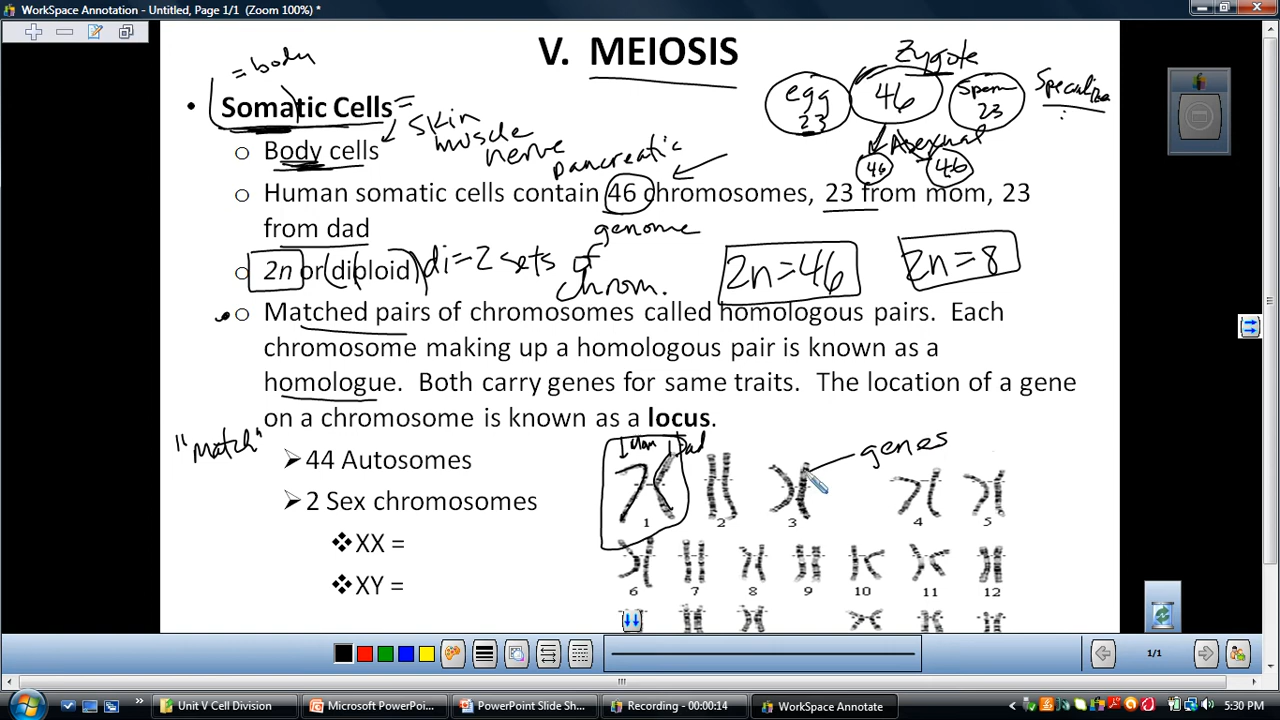 WorkSpace Annotation - Untitled, Page 1/1 (Zoom 100%) *
V. MEIOSIS
= body
Zygote
egg 23
46
Sperm 23
• Somatic Cells =
Asexual
46 46
skin
muscle
nerve
pancreatic
o Body cells
o Human somatic cells contain 46 chromosomes, 23 from mom, 23
from dad
genome
o 2n or (diploid) di = 2 sets of
chrom.
2n=46
2n=8
o Matched pairs of chromosomes called homologous pairs. Each
chromosome making up a homologous pair is known as a
homologue. Both carry genes for same traits. The location of a gene
on a chromosome is known as a locus.
"Match"
Mom Dad
genes
➢ 44 Autosomes
➢ 2 Sex chromosomes
❖ XX =
❖ XY =
1 2 3 4 5
6 7 8 9 10 11 12
1/1
Unit V Cell Division
Microsoft PowerPoi...
PowerPoint Slide Sh...
Recording - 00:00:14
WorkSpace Annotate
5:30 PM